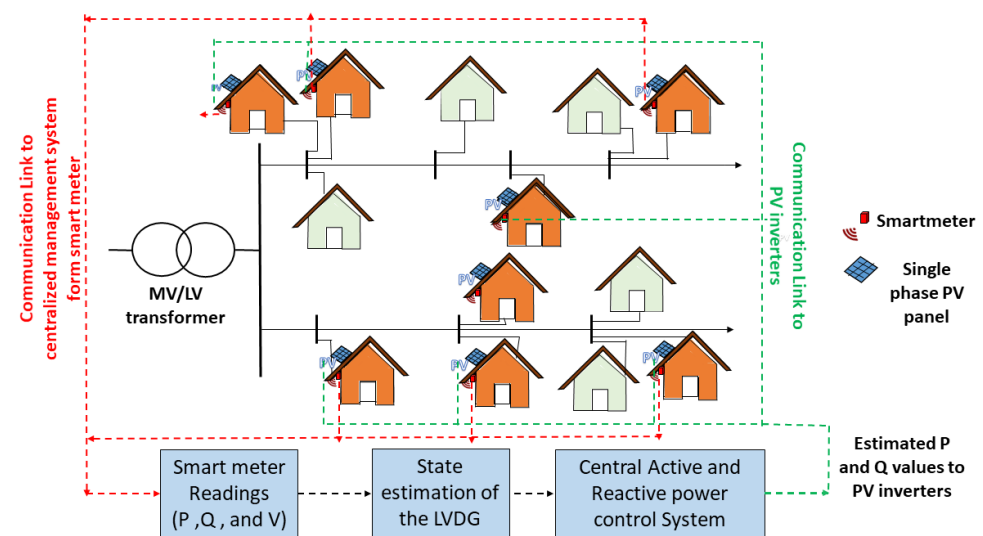 Communication Link to
centralized management system
form smart meter
PV
PV
PV
PV
PV
PV
PV
PV
MV/LV
transformer
Communication Link to
PV inverters
Smartmeter
Single
phase PV
panel
Smart meter
Readings
(P ,Q , and V)
State
estimation of
the LVDG
Central Active and
Reactive power
control System
Estimated P
and Q values to
PV inverters